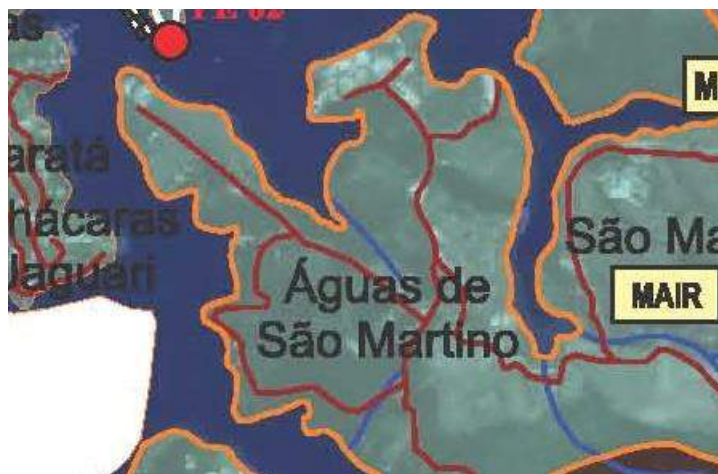 aratá
hácaras
Jaguari
São Ma
MAIR
Águas de
São Martino